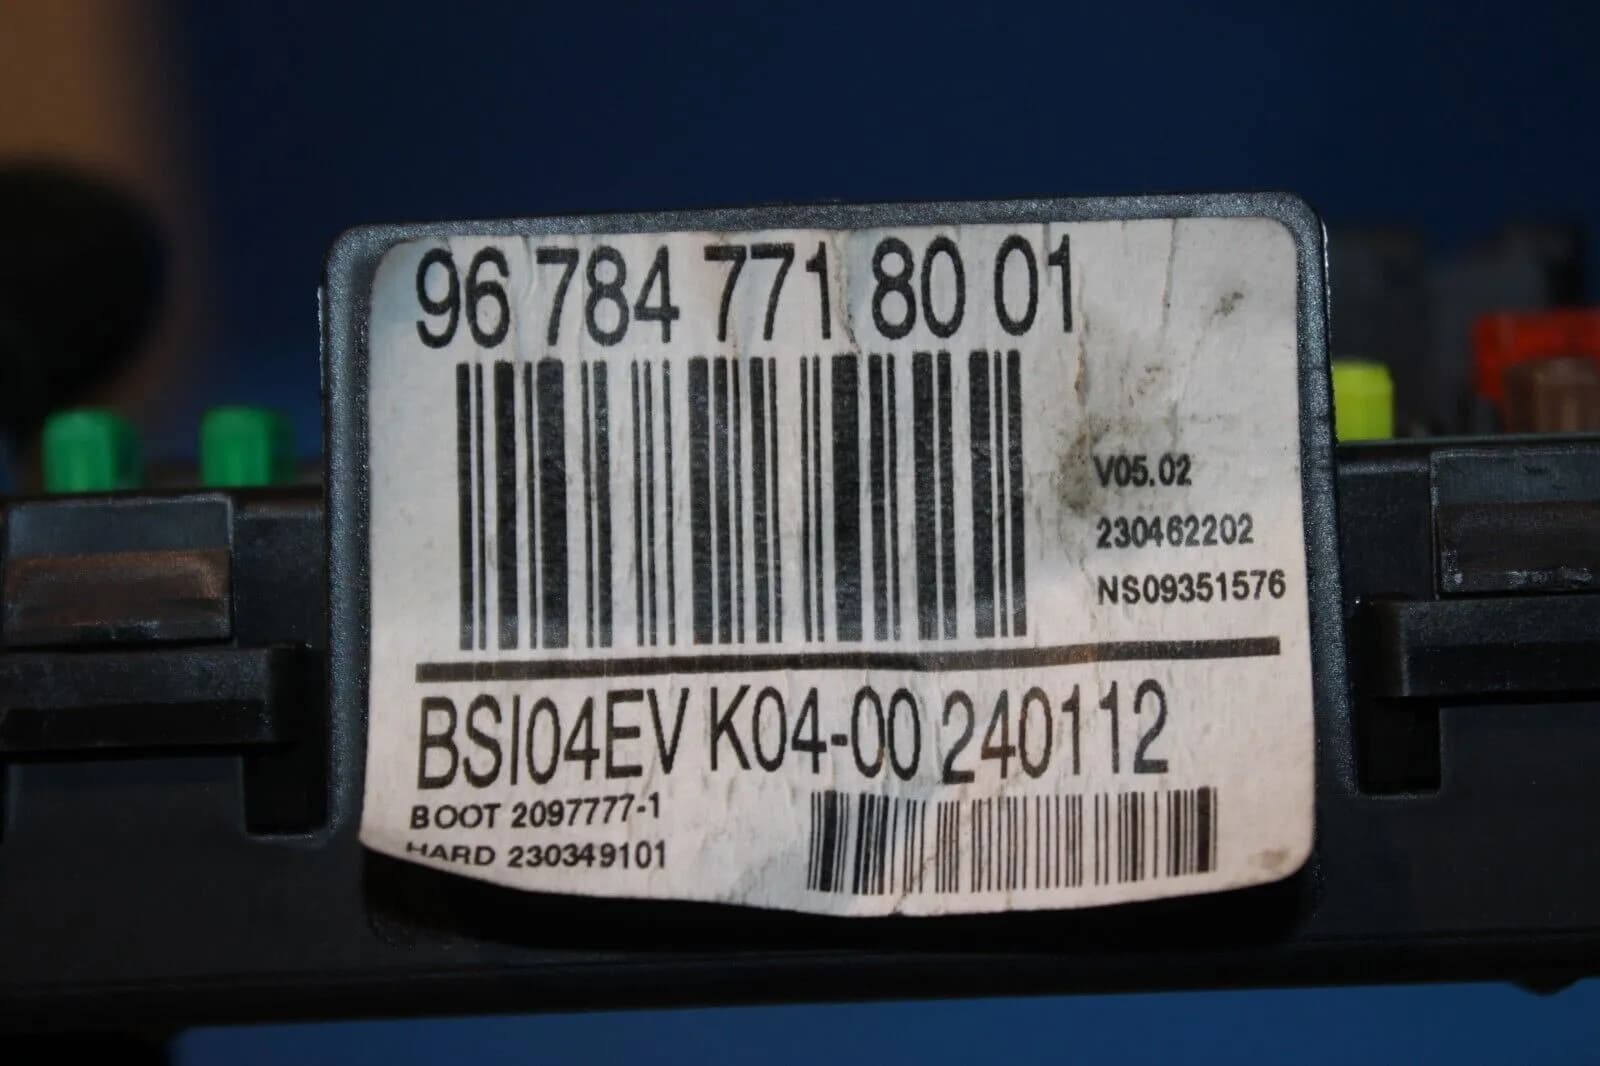 96 784 771 80 01
V05.02
230462202
NS09351576
BSI04EV K04-00 240112
BOOT 2097777-1
HARD 230349101